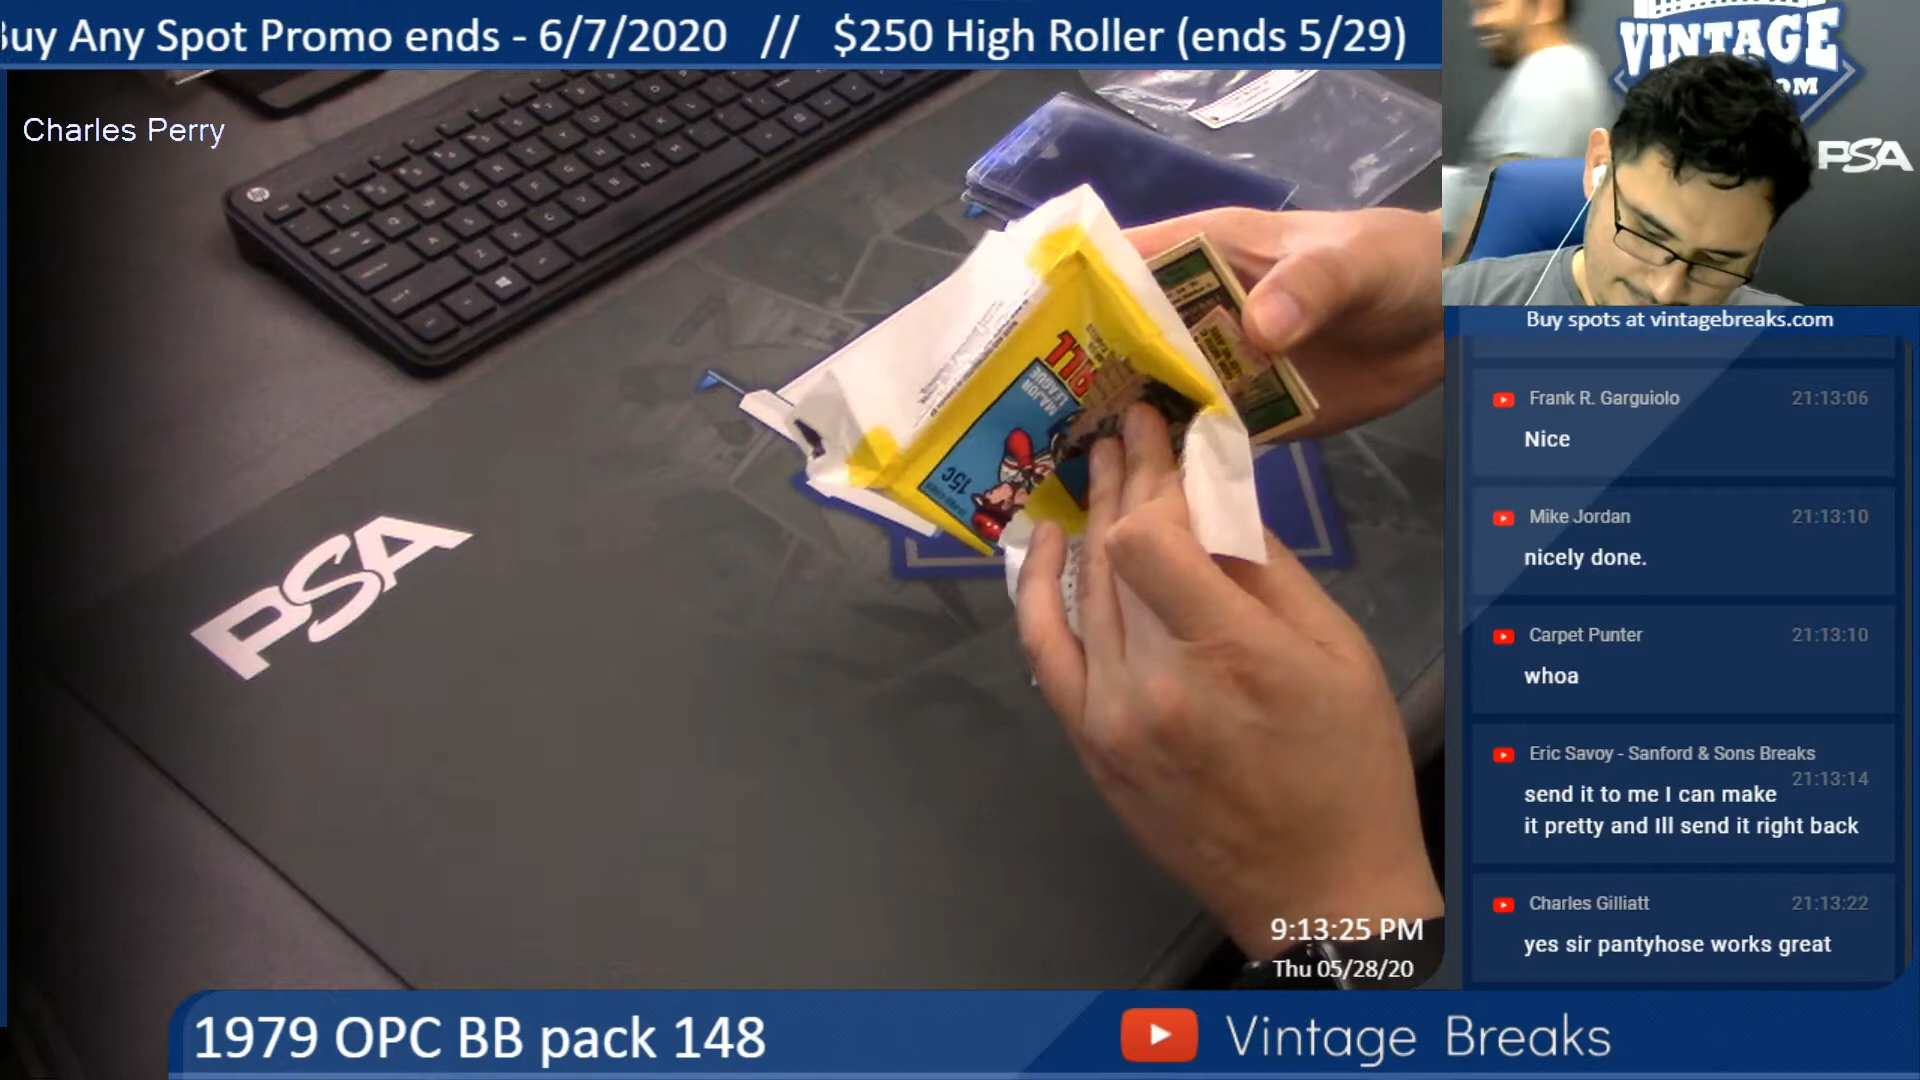 Buy Any Spot Promo ends - 6/7/2020 // $250 High Roller (ends 5/29)
Charles Perry
VINTAGE
OM
PSA
Buy spots at vintagebreaks.com
Frank R. Garguiolo 21:13:06
Nice
Mike Jordan 21:13:10
nicely done.
Carpet Punter 21:13:10
whoa
Eric Savoy - Sanford & Sons Breaks
21:13:14
send it to me I can make
it pretty and Ill send it right back
Charles Gilliatt 21:13:22
yes sir pantyhose works great
hp
MAJOR
LEAGUE
15¢
PSA
9:13:25 PM
Thu 05/28/20
1979 OPC BB pack 148
Vintage Breaks